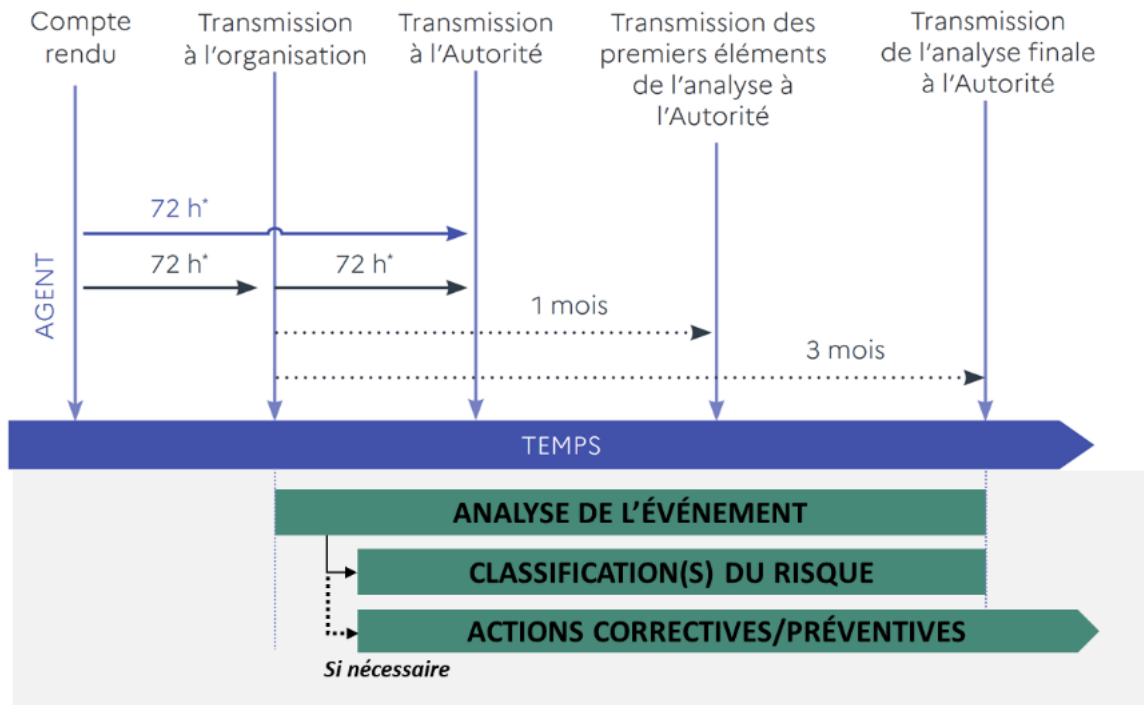 Compte
rendu
Transmission
à l'organisation
Transmission
à l'Autorité
Transmission des
premiers éléments
de l'analyse à
l'Autorité
Transmission
de l'analyse finale
à l'Autorité
72 h*
72 h*
72 h*
AGENT
1 mois
3 mois
TEMPS
ANALYSE DE L'ÉVÉNEMENT
CLASSIFICATION(S) DU RISQUE
ACTIONS CORRECTIVES/PRÉVENTIVES
Si nécessaire